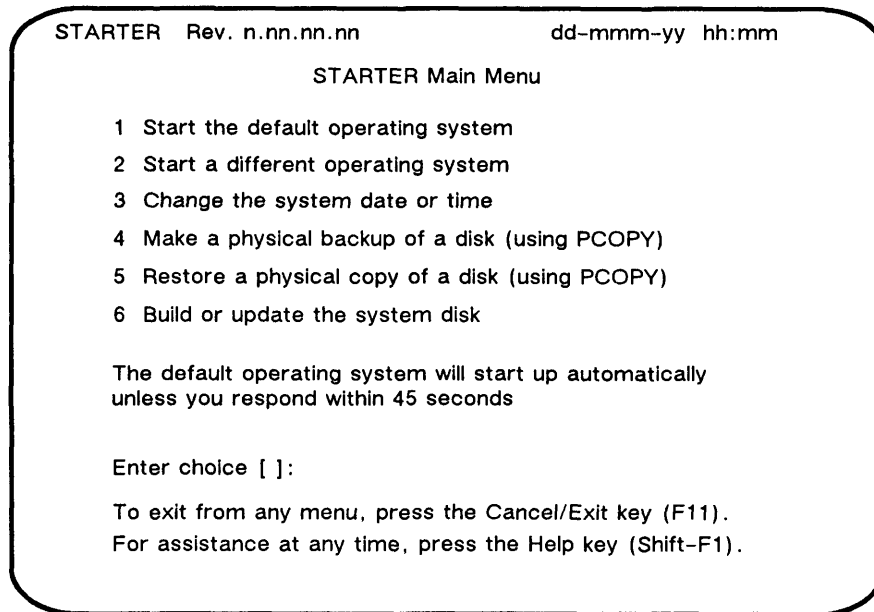 STARTER Rev. n.nn.nn.nn dd-mmm-yy hh:mm
STARTER Main Menu
1 Start the default operating system
2 Start a different operating system
3 Change the system date or time
4 Make a physical backup of a disk (using PCOPY)
5 Restore a physical copy of a disk (using PCOPY)
6 Build or update the system disk
The default operating system will start up automatically
unless you respond within 45 seconds
Enter choice [ ]:
To exit from any menu, press the Cancel/Exit key (F11).
For assistance at any time, press the Help key (Shift-F1).